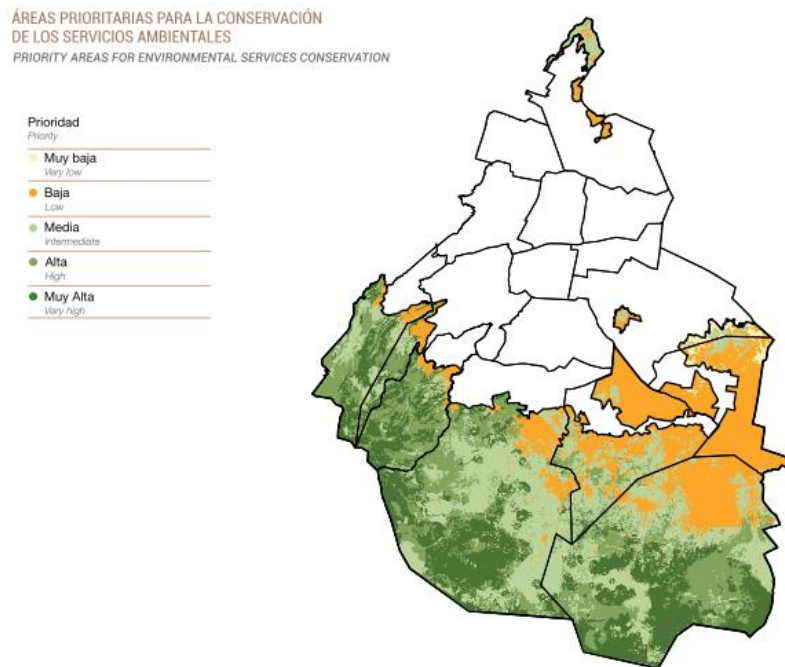 ÁREAS PRIORITARIAS PARA LA CONSERVACIÓN
DE LOS SERVICIOS AMBIENTALES
PRIORITY AREAS FOR ENVIRONMENTAL SERVICES CONSERVATION
Prioridad
Priority
Muy baja
Very low
Baja
Low
Media
Intermediate
Alta
High
Muy Alta
Very high